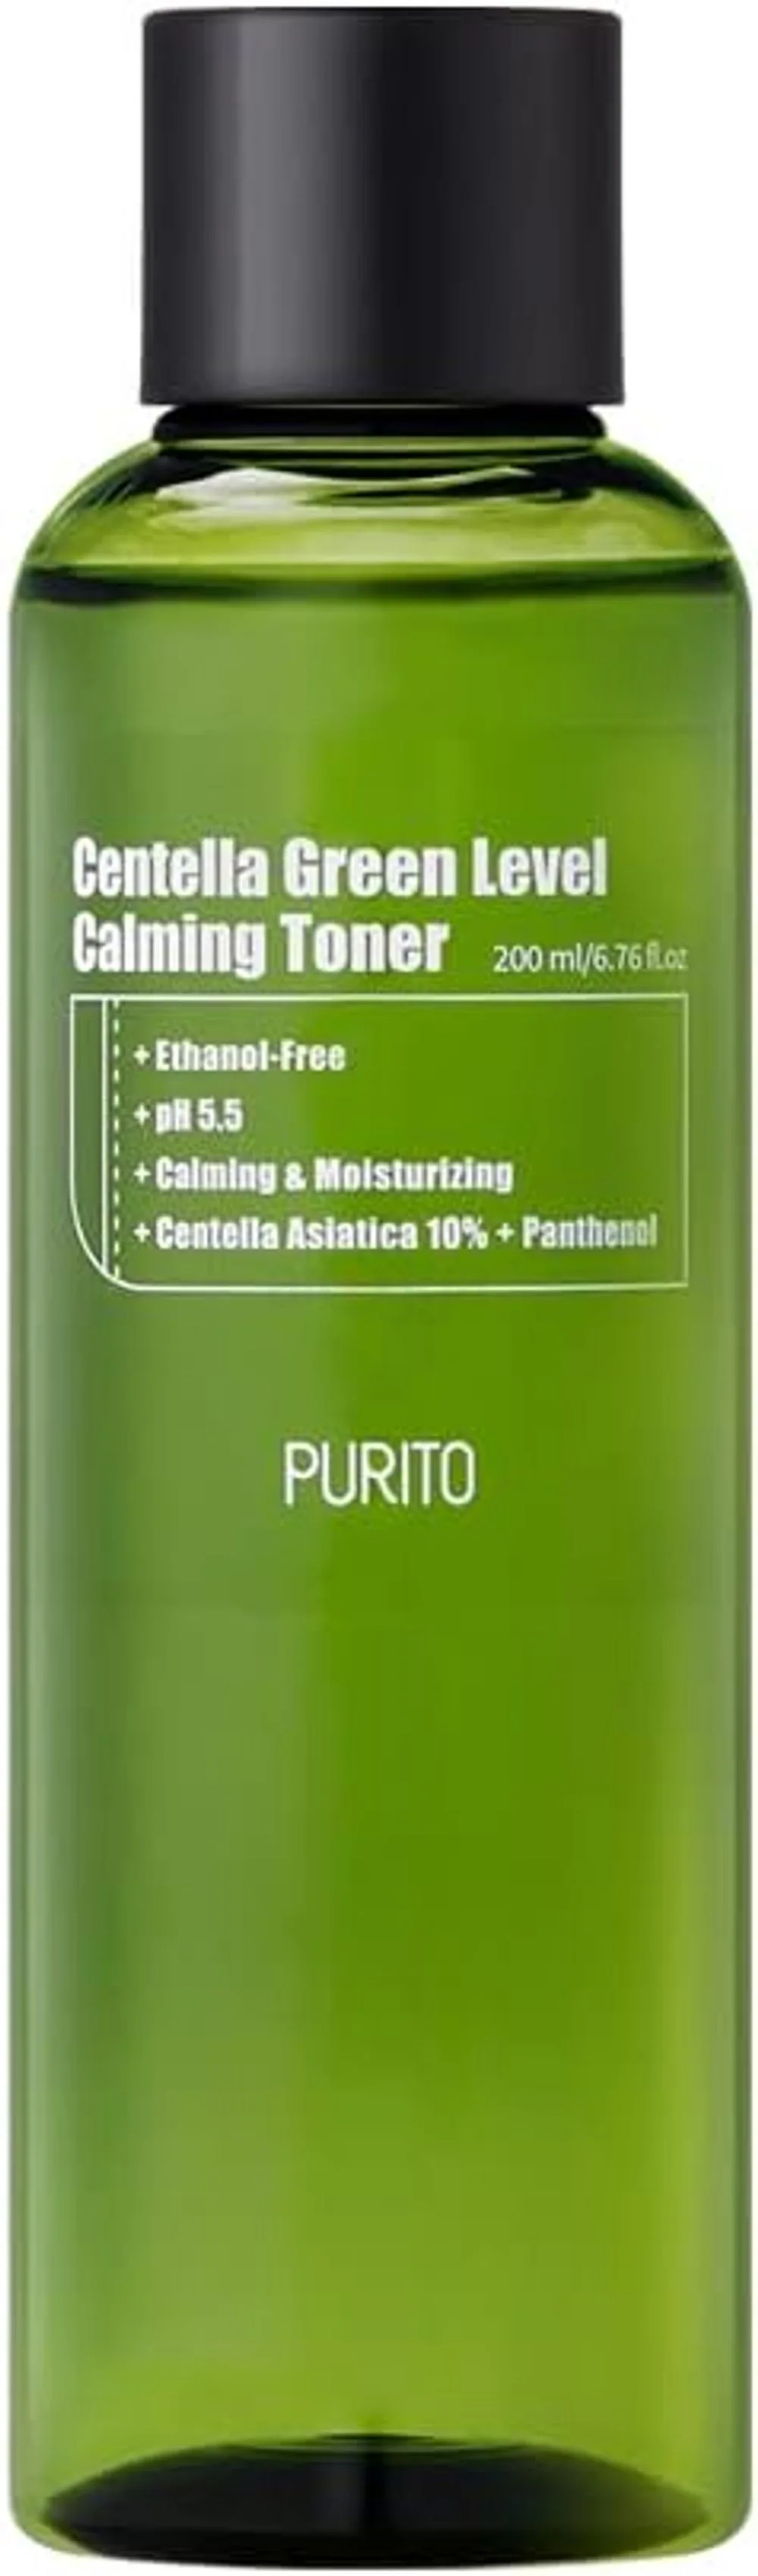 Centella Green Level
Calming Toner 200 ml/6.76 fl.oz
+Ethanol-Free
+pH 5.5
+Calming & Moisturizing
+Centella Asiatica 10% + Panthenol
PURITO